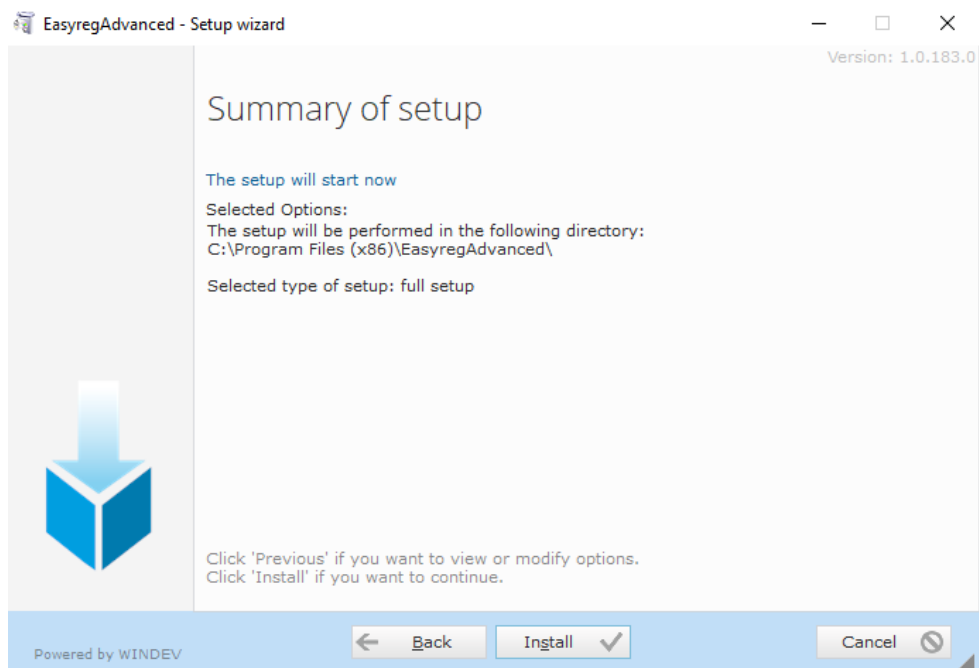 EasyregAdvanced - Setup wizard
Version: 1.0.183.0
Summary of setup
The setup will start now
Selected Options:
The setup will be performed in the following directory:
C:\Program Files (x86)\EasyregAdvanced\
Selected type of setup: full setup
Click 'Previous' if you want to view or modify options.
Click 'Install' if you want to continue.
Powered by WINDEV
Back
Install
Cancel